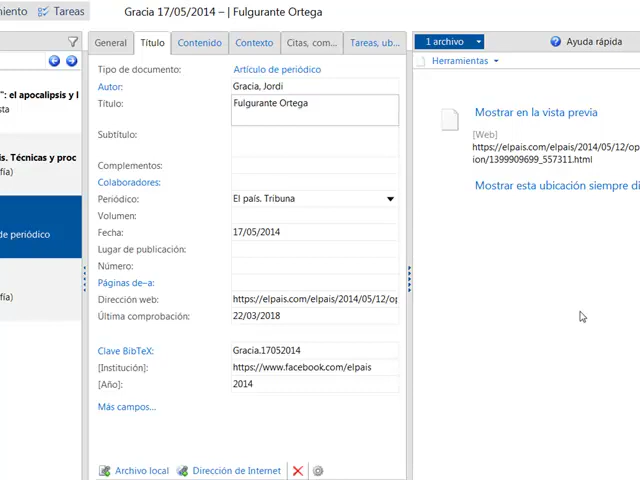 miento Tareas Gracia 17/05/2014 – | Fulgurante Ortega
General Título Contenido Contexto Citas, com... Tareas, ub...
1 archivo Ayuda rápida
Herramientas
": el apocalipsis y l
sta
is. Técnicas y proc
fía)
de periódico
fía)
Tipo de documento: Artículo de periódico
Autor: Gracia, Jordi
Título: Fulgurante Ortega
Subtítulo:
Complementos:
Colaboradores:
Periódico: El país. Tribuna
Volumen:
Fecha: 17/05/2014
Lugar de publicación:
Número:
Páginas de–a:
Dirección web: https://elpais.com/elpais/2014/05/12/op
Última comprobación: 22/03/2018
Clave BibTeX: Gracia.17052014
[Institución]: https://www.facebook.com/elpais
[Año]: 2014
Más campos...
Archivo local Dirección de Internet
Mostrar en la vista previa
[Web]
https://elpais.com/elpais/2014/05/12/op
ion/1399909699_557311.html
Mostrar esta ubicación siempre di